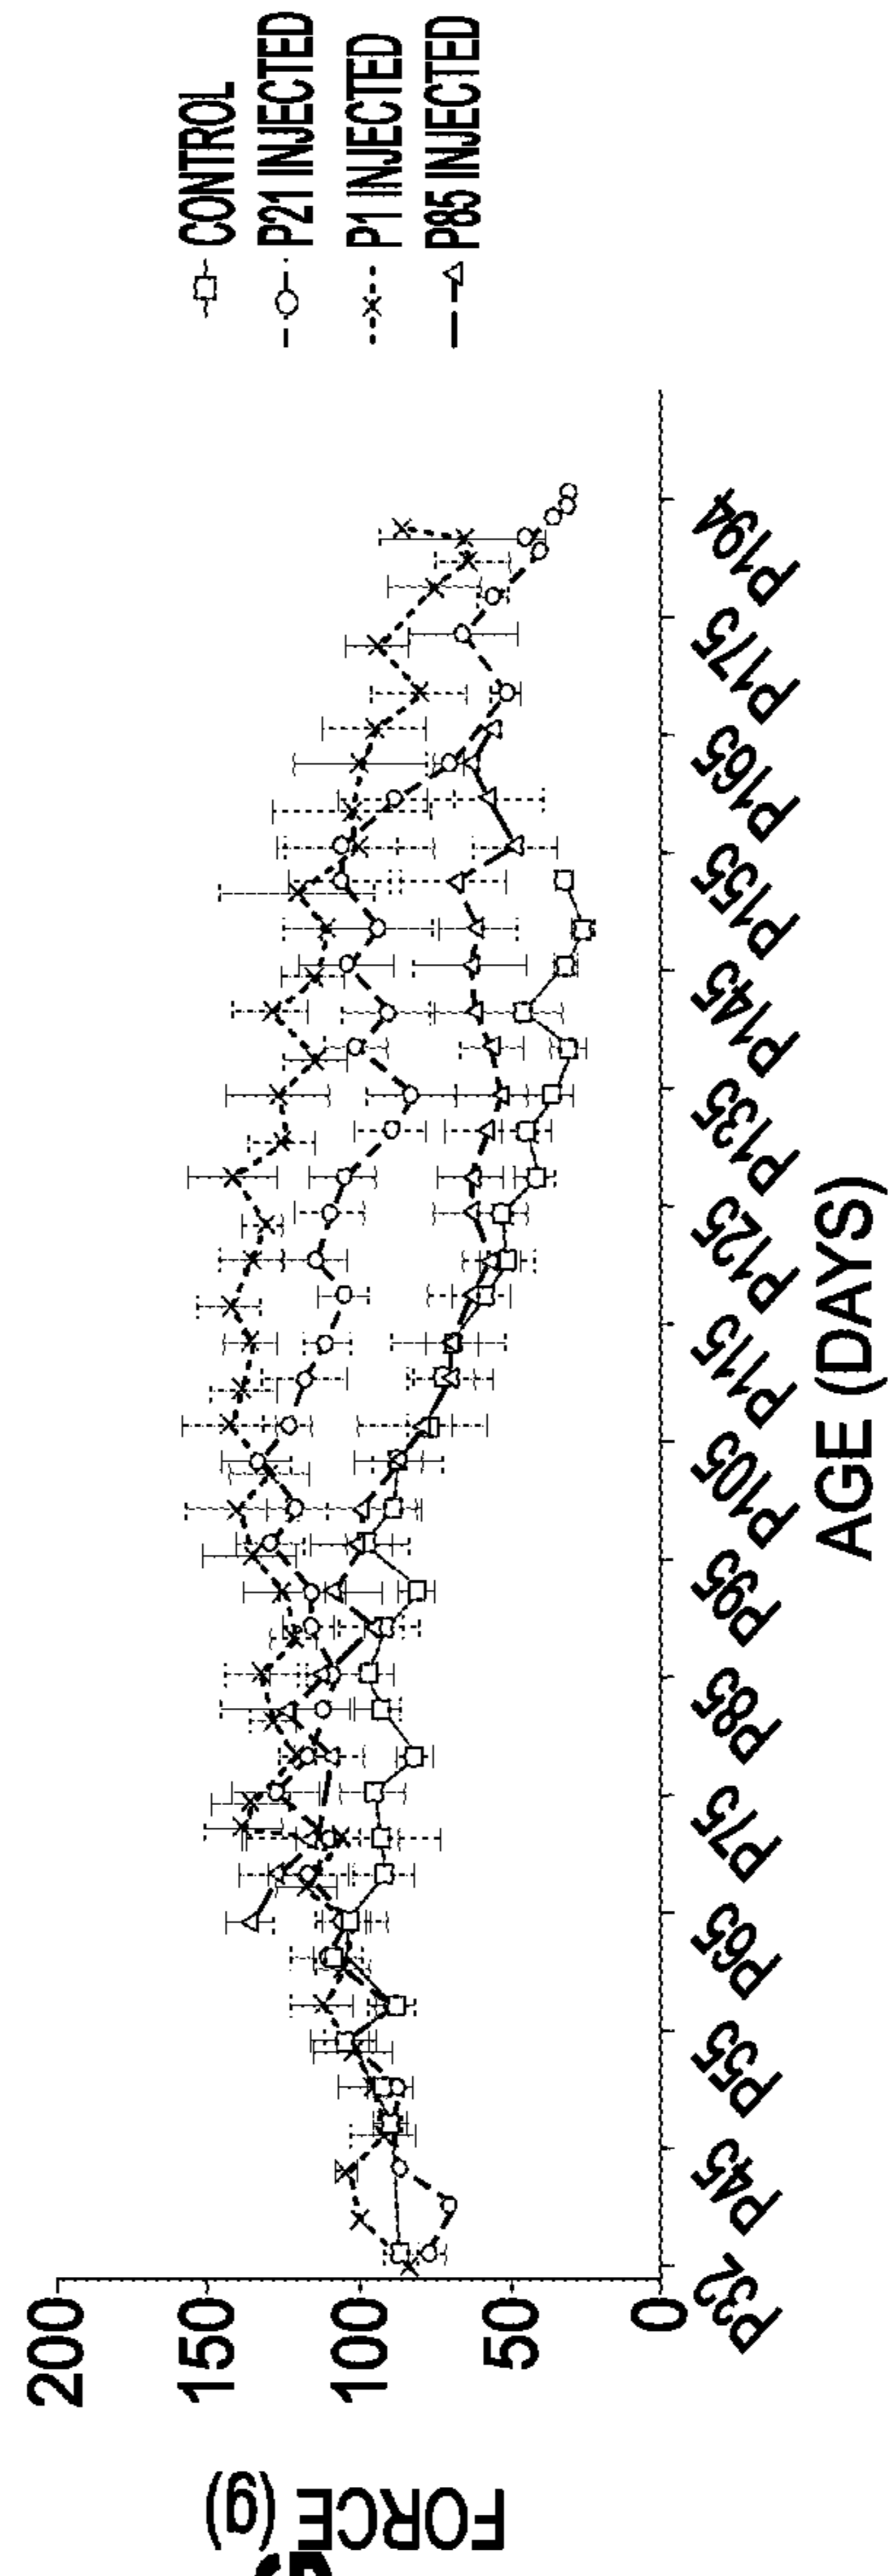 CONTROL
P21 INJECTED
P1 INJECTED
P85 INJECTED
FORCE (g)
200
150
100
50
0
P32
P45
P55
P65
P75
P85
P95
P105
P115
P125
P135
P145
P155
P165
P175
P194
AGE (DAYS)